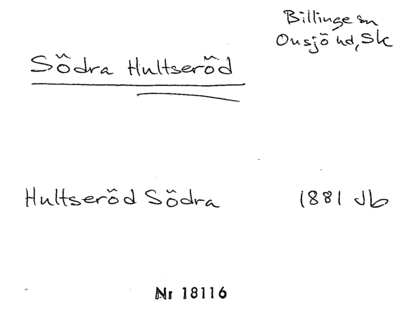 Billinge sn
Onsjö hd, Sk
Södra Hultseröd
Hultseröd Södra 1881 Jb
Nr 18116